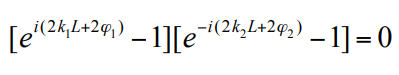 [e^{i(2k_1L+2φ_1)} − 1][e^{−i(2k_2L+2φ_2)} − 1] = 0